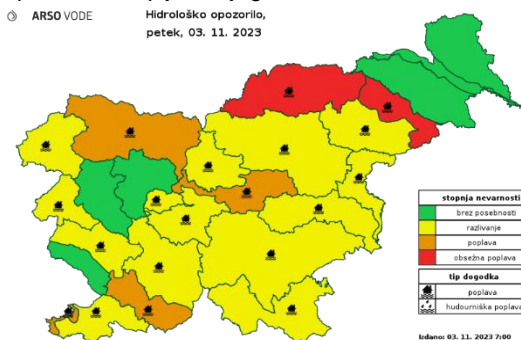 ARSO VODE
Hidrološko opozorilo,
petek, 03. 11. 2023
stopnja nevarnosti
brez posebnosti
razlivanje
poplava
obsežna poplava
tip dogodka
poplava
hudourniška poplava
Izdano: 03. 11. 2023 7:00